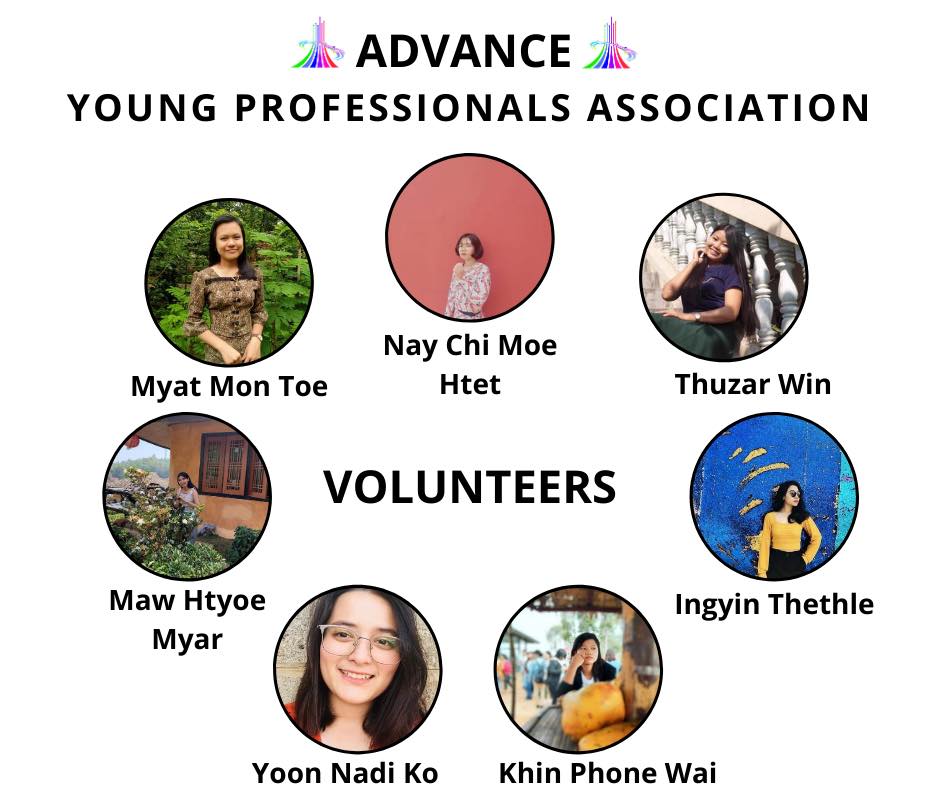 ADVANCE
YOUNG PROFESSIONALS ASSOCIATION
Myat Mon Toe
Nay Chi Moe
Htet
Thuzar Win
VOLUNTEERS
Maw Htyoe
Myar
Ingyin Thethle
Yoon Nadi Ko
Khin Phone Wai